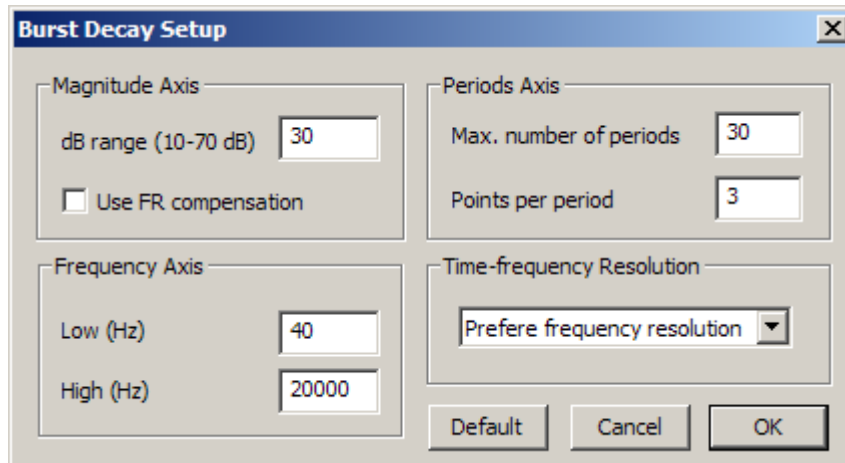 Burst Decay Setup
Magnitude Axis
dB range (10-70 dB) 30
Use FR compensation
Periods Axis
Max. number of periods 30
Points per period 3
Frequency Axis
Low (Hz) 40
High (Hz) 20000
Time-frequency Resolution
Prefere frequency resolution
Default Cancel OK